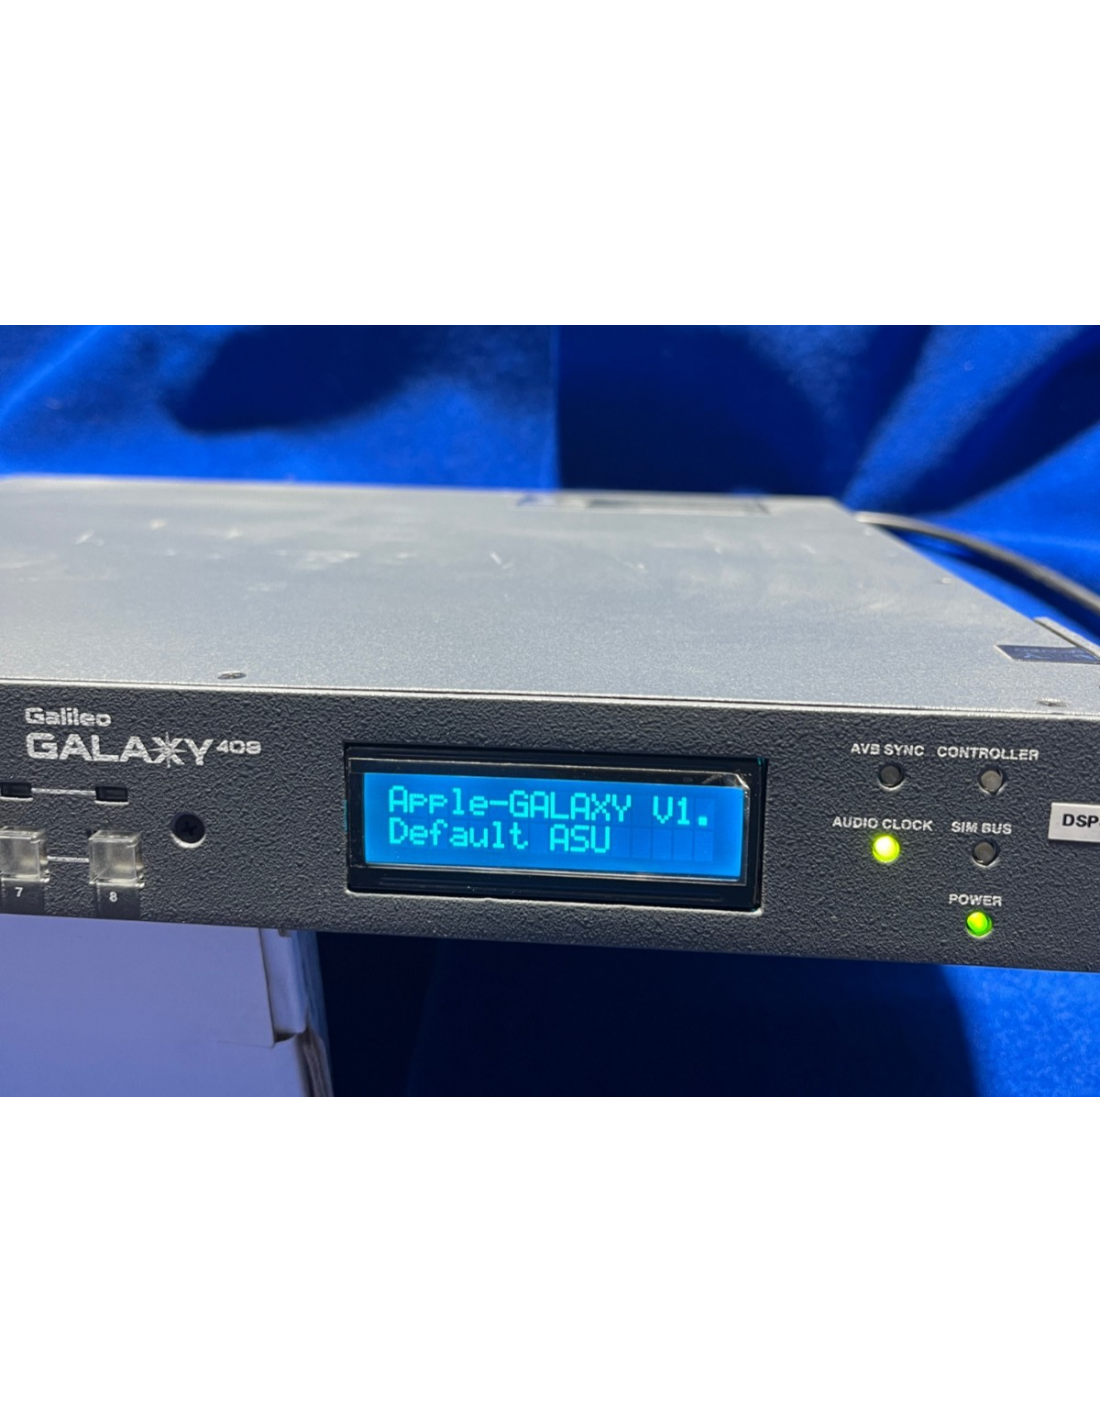 Galileo
GALAXY 408
Apple-GALAXY V1.
Default ASU
AVB SYNC CONTROLLER
AUDIO CLOCK SIM BUS
POWER
DSP
7 8